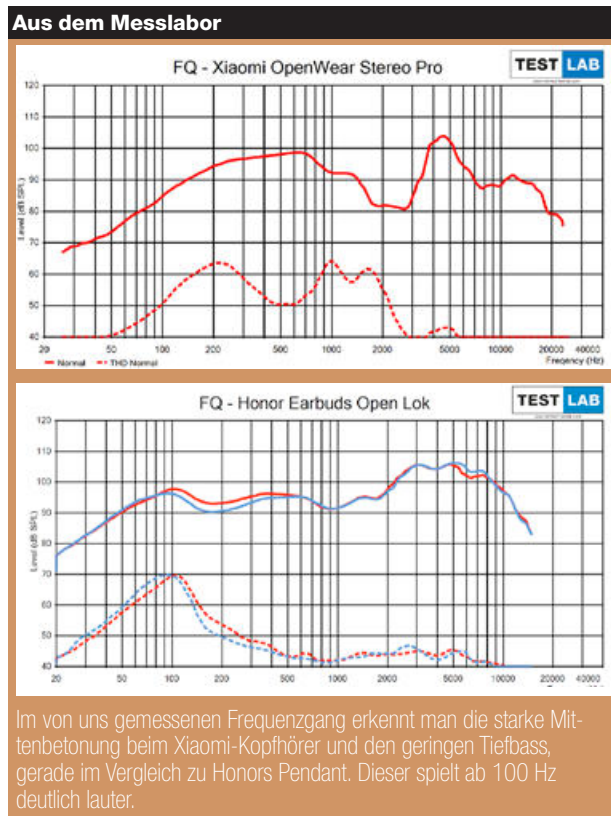 Aus dem Messlabor
FQ - Xiaomi OpenWear Stereo Pro
TEST LAB
120
110
100
90
80
70
60
50
40
Level (dB SPL)
20 50 100 200 500 1000 2000 5000 10000 20000 40000
Normal THD Normal
Freqency (Hz)
FQ - Honor Earbuds Open Lok
TEST LAB
120
110
100
90
80
70
60
50
40
Level (dB SPL)
20 50 100 200 500 1000 2000 5000 10000 20000 40000
Im von uns gemessenen Frequenzgang erkennt man die starke Mit-
tenbetonung beim Xiaomi-Kopfhörer und den geringen Tiefbass,
gerade im Vergleich zu Honors Pendant. Dieser spielt ab 100 Hz
deutlich lauter.